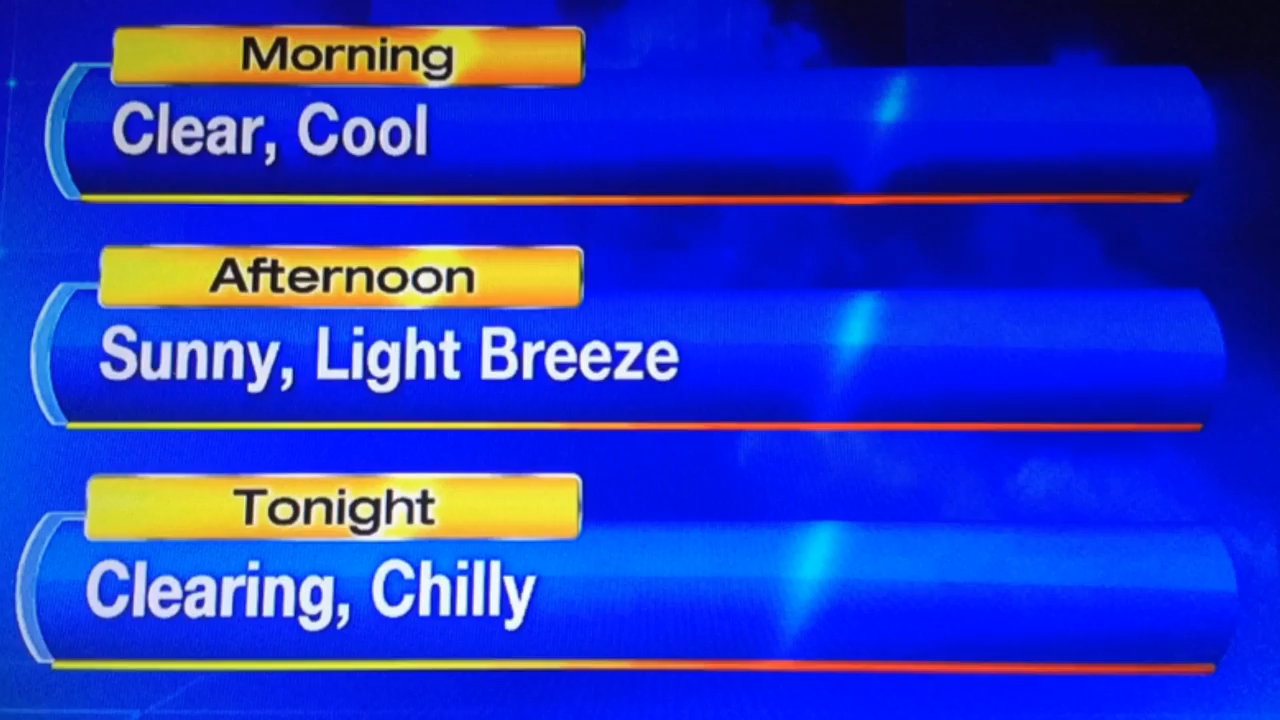 Morning
Clear, Cool
Afternoon
Sunny, Light Breeze
Tonight
Clearing, Chilly